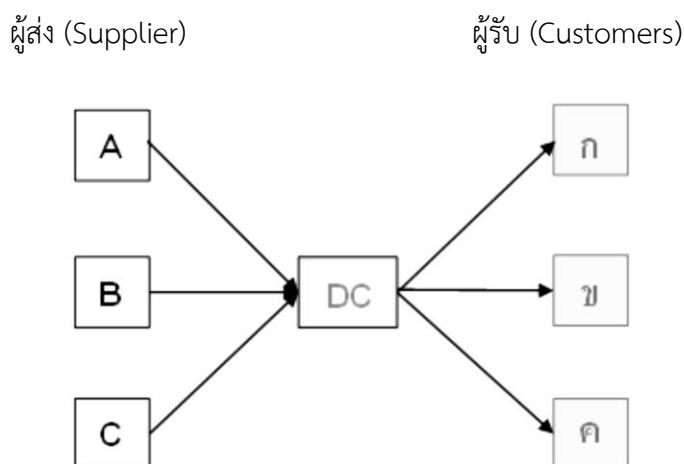 ผู้ส่ง (Supplier) ผู้รับ (Customers)
A ก
B DC ข
C ค